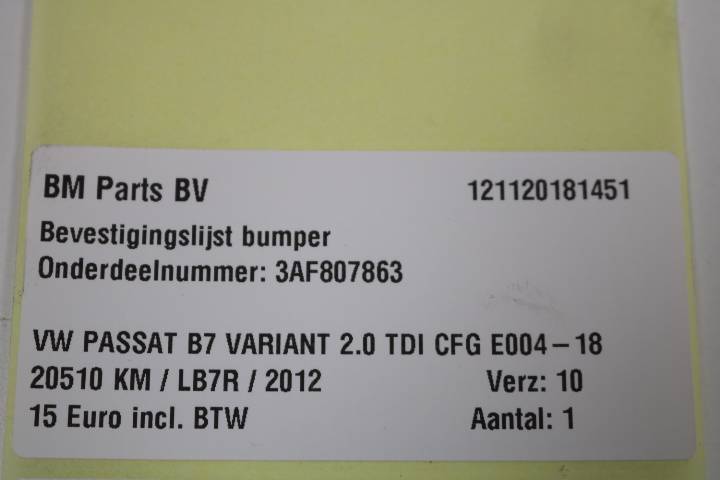 BM Parts BV 121120181451
Bevestigingslijst bumper
Onderdeelnummer: 3AF807863
VW PASSAT B7 VARIANT 2.0 TDI CFG E004-18
20510 KM / LB7R / 2012 Verz: 10
15 Euro incl. BTW Aantal: 1